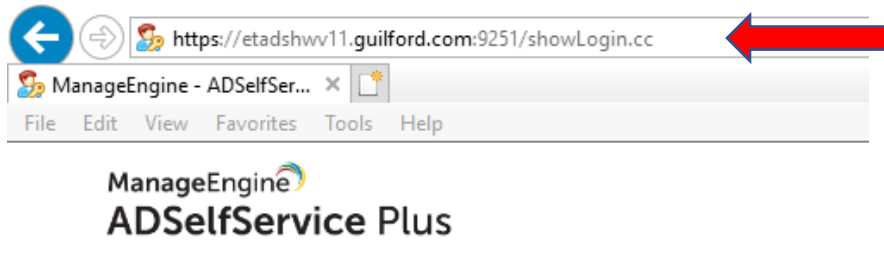 https://etadshwv11.guilford.com:9251/showLogin.cc
ManageEngine - ADSelfSer...
File Edit View Favorites Tools Help
ManageEngine
ADSelfService Plus